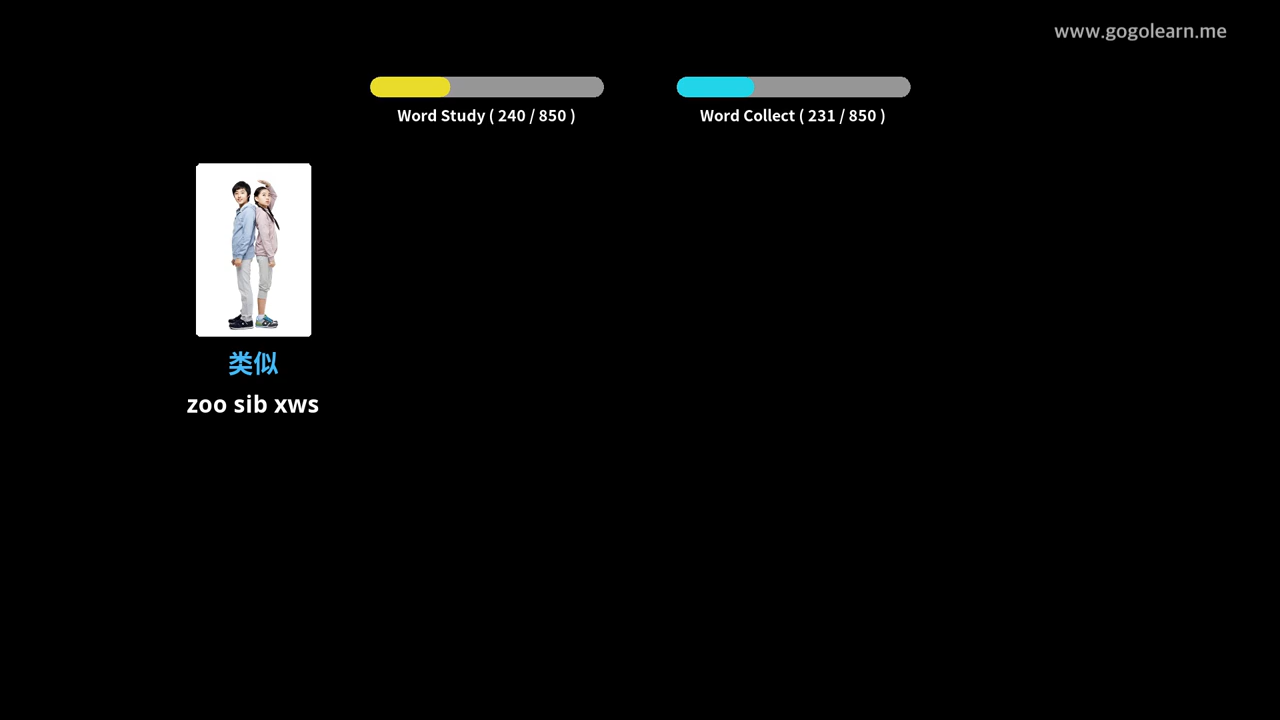 www.gogolearn.me
Word Study ( 240 / 850 )
Word Collect ( 231 / 850 )
类似
zoo sib xws